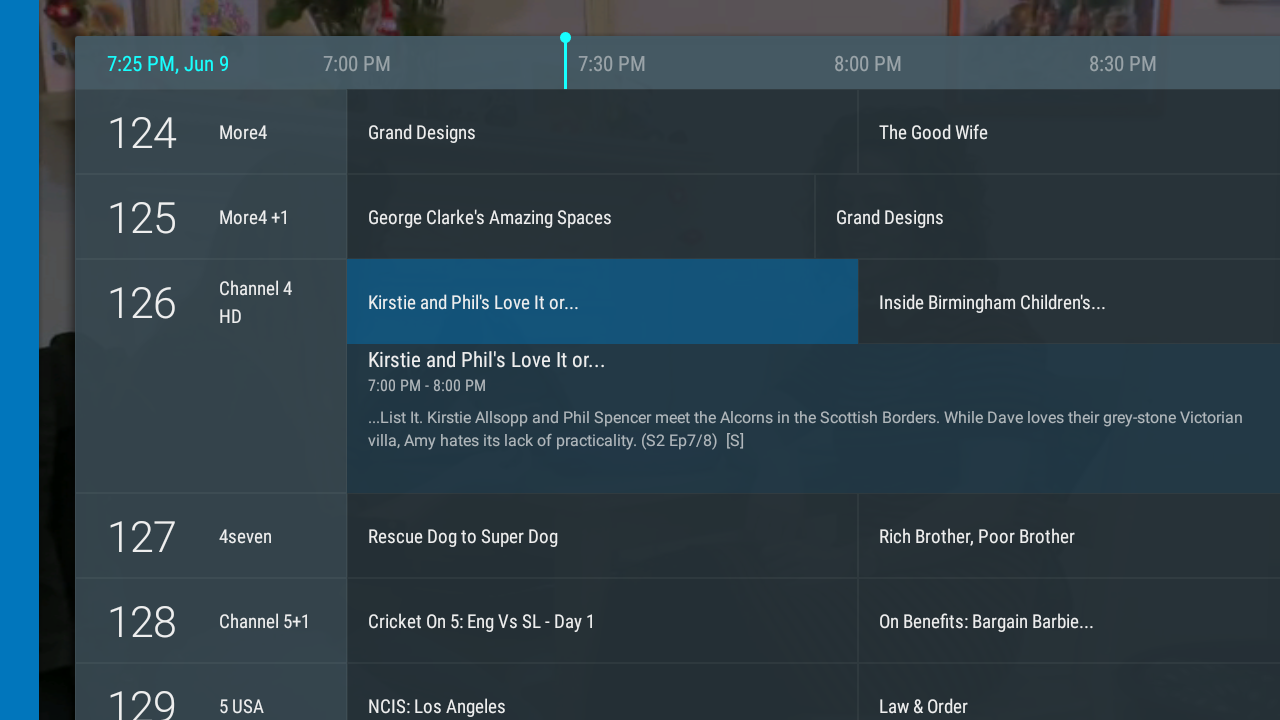 7:25 PM, Jun 9 7:00 PM 7:30 PM 8:00 PM 8:30 PM
124 More4 Grand Designs The Good Wife
125 More4 +1 George Clarke's Amazing Spaces Grand Designs
126 Channel 4 HD Kirstie and Phil's Love It or... Inside Birmingham Children's...
Kirstie and Phil's Love It or...
7:00 PM - 8:00 PM
...List It. Kirstie Allsopp and Phil Spencer meet the Alcorns in the Scottish Borders. While Dave loves their grey-stone Victorian
villa, Amy hates its lack of practicality. (S2 Ep7/8) [S]
127 4seven Rescue Dog to Super Dog Rich Brother, Poor Brother
128 Channel 5+1 Cricket On 5: Eng Vs SL - Day 1 On Benefits: Bargain Barbie...
129 5 USA NCIS: Los Angeles Law & Order